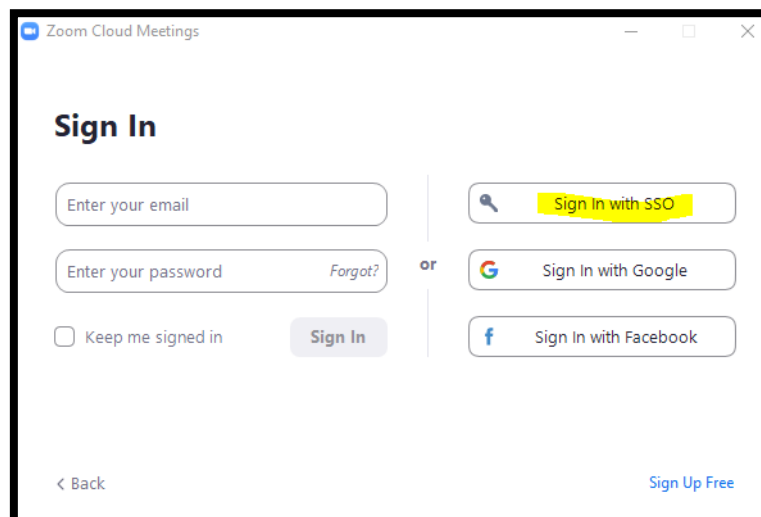 Zoom Cloud Meetings
Sign In
Enter your email
Enter your password
Forgot?
Keep me signed in
Sign In
or
Sign In with SSO
Sign In with Google
Sign In with Facebook
Back
Sign Up Free